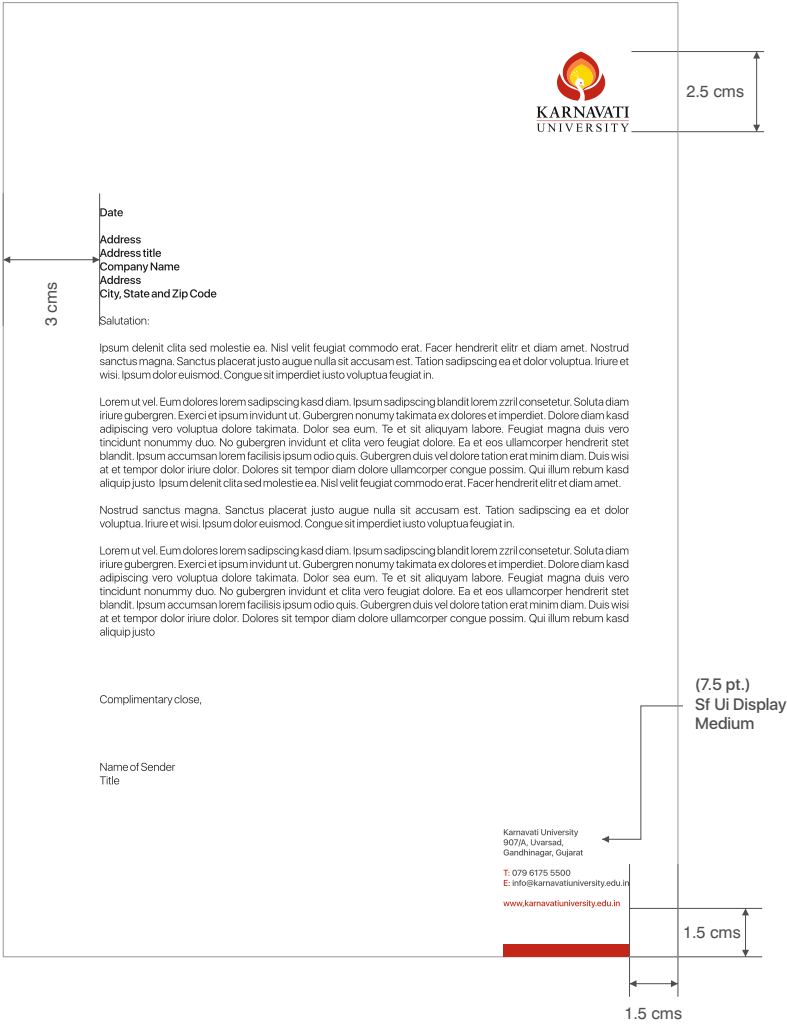 KARNAVATI
UNIVERSITY
2.5 cms
Date
Address
Address title
Company Name
Address
City, State and Zip Code
3 cms
Salutation:
Ipsum delenit clita sed molestie ea. Nisl velit feugiat commodo erat. Facer hendrerit elitr et diam amet. Nostrud
sanctus magna. Sanctus placerat justo augue nulla sit accusam est. Tation sadipscing ea et dolor voluptua. Iriure et
wisi. Ipsum dolor euismod. Congue sit imperdiet iusto voluptua feugiat in.
Lorem ut vel. Eum dolores lorem sadipscing kasd diam. Ipsum sadipscing blandit lorem zzril consetetur. Soluta diam
iriure gubergren. Exerci et ipsum invidunt ut. Gubergren nonumy takimata ex dolores et imperdiet. Dolore diam kasd
adipiscing vero voluptua dolore takimata. Dolor sea eum. Te et sit aliquyam labore. Feugiat magna duis vero
tincidunt nonummy duo. No gubergren invidunt et clita vero feugiat dolore. Ea et eos ullamcorper hendrerit stet
blandit. Ipsum accumsan lorem facilisis ipsum odio quis. Gubergren duis vel dolore tation erat minim diam. Duis wisi
at et tempor dolor iriure dolor. Dolores sit tempor diam dolore ullamcorper congue possim. Qui illum rebum kasd
aliquip justo Ipsum delenit clita sed molestie ea. Nisl velit feugiat commodo erat. Facer hendrerit elitr et diam amet.
Nostrud sanctus magna. Sanctus placerat justo augue nulla sit accusam est. Tation sadipscing ea et dolor
voluptua. Iriure et wisi. Ipsum dolor euismod. Congue sit imperdiet iusto voluptua feugiat in.
Lorem ut vel. Eum dolores lorem sadipscing kasd diam. Ipsum sadipscing blandit lorem zzril consetetur. Soluta diam
iriure gubergren. Exerci et ipsum invidunt ut. Gubergren nonumy takimata ex dolores et imperdiet. Dolore diam kasd
adipiscing vero voluptua dolore takimata. Dolor sea eum. Te et sit aliquyam labore. Feugiat magna duis vero
tincidunt nonummy duo. No gubergren invidunt et clita vero feugiat dolore. Ea et eos ullamcorper hendrerit stet
blandit. Ipsum accumsan lorem facilisis ipsum odio quis. Gubergren duis vel dolore tation erat minim diam. Duis wisi
at et tempor dolor iriure dolor. Dolores sit tempor diam dolore ullamcorper congue possim. Qui illum rebum kasd
aliquip justo
Complimentary close,
(7.5 pt.)
Sf Ui Display
Medium
Name of Sender
Title
Karnavati University
907/A, Uvarsad,
Gandhinagar, Gujarat
T: 079 6175 5500
E: info@karnavatiuniversity.edu.in
www.karnavatiuniversity.edu.in
1.5 cms
1.5 cms